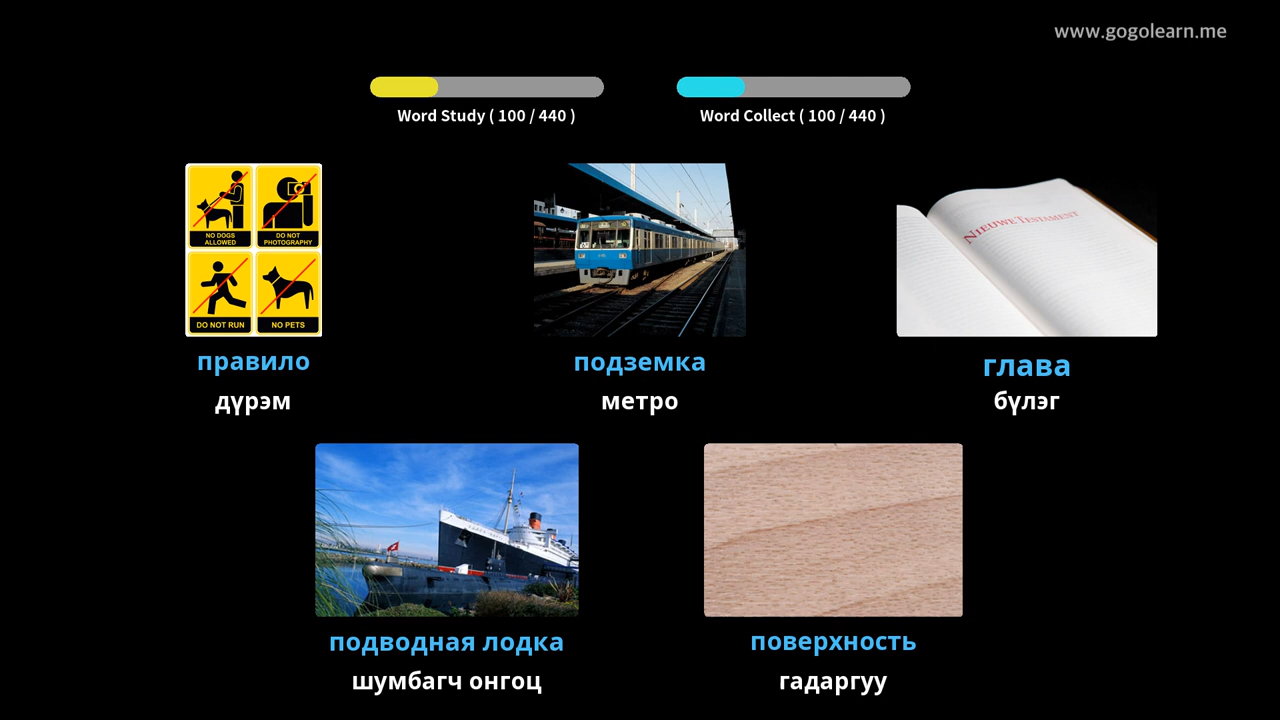 www.gogolearn.me
Word Study ( 100 / 440 )
Word Collect ( 100 / 440 )
NO DOGS
ALLOWED
DO NOT
PHOTOGRAPHY
DO NOT RUN
NO PETS
NIEUWE TESTAMENT
правило
подземка
глава
дүрэм
метро
бүлэг
подводная лодка
поверхность
шумбагч онгоц
гадаргуу